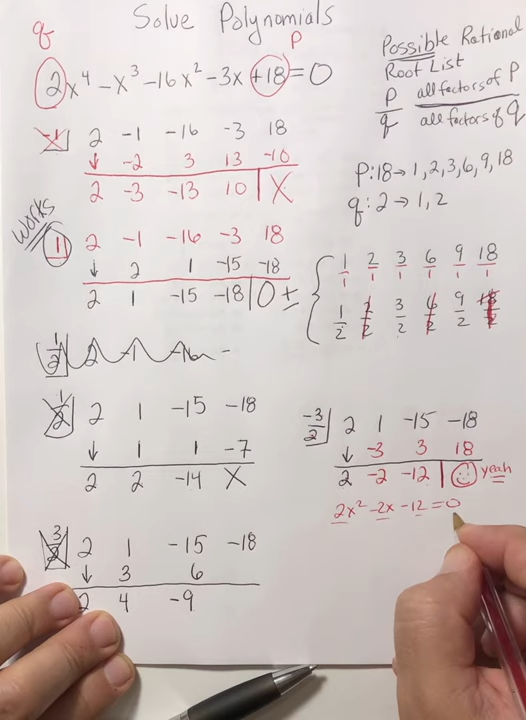 Solve Polynomials
q
p
2x⁴ - x³ - 16x² - 3x + 18 = 0
Possible Rational
Root List
p/q all factors of P / all factors of q
P: 18 → 1, 2, 3, 6, 9, 18
q: 2 → 1, 2
1/1 2/1 3/1 6/1 9/1 18/1
1/2 2/2 3/2 6/2 9/2 18/2
-1 2 -1 -16 -3 18
↓ -2 3 13 -10
2 -3 -13 10 X
Works
1 2 -1 -16 -3 18
↓ 2 1 -15 -18
2 1 -15 -18 0 ±
1/2 2 -1 -16 -
1/2 2 1 -15 -18
↓ 1 1 -7
2 2 -14 X
3/2 2 1 -15 -18
↓ 3 6
2 4 -9
-3/2 2 1 -15 -18
↓ -3 3 18
2 -2 -12 yeah
2x² - 2x - 12 = 0